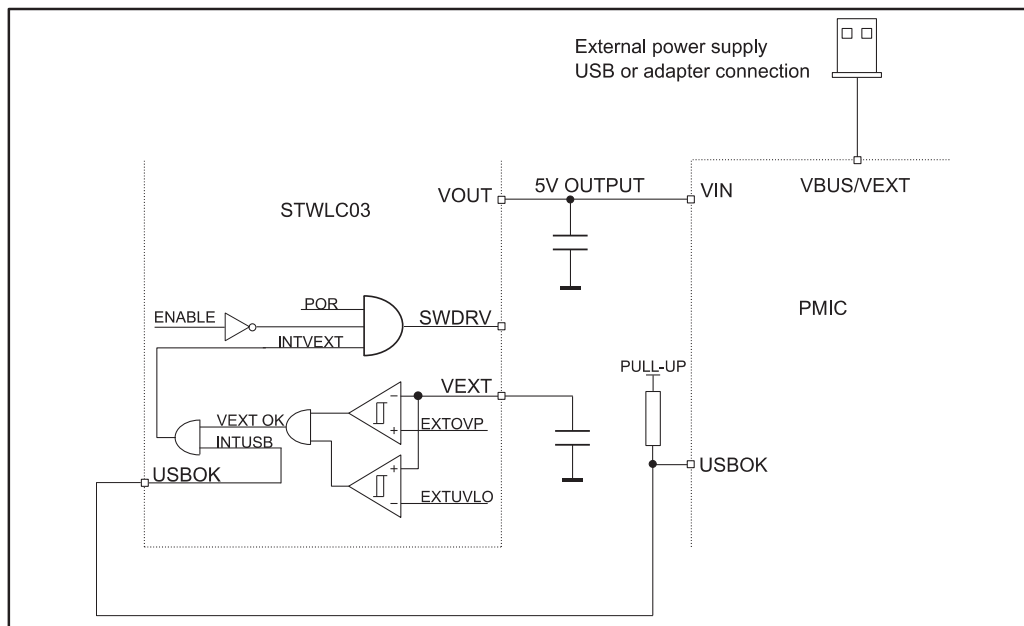 External power supply
USB or adapter connection
VOUT
5V OUTPUT
VIN
VBUS/VEXT
STWLC03
POR
ENABLE
SWDRV
PMIC
INTVEXT
PULL-UP
VEXT
VEXT OK
EXTOVP
INTUSB
USBOK
USBOK
EXTUVLO